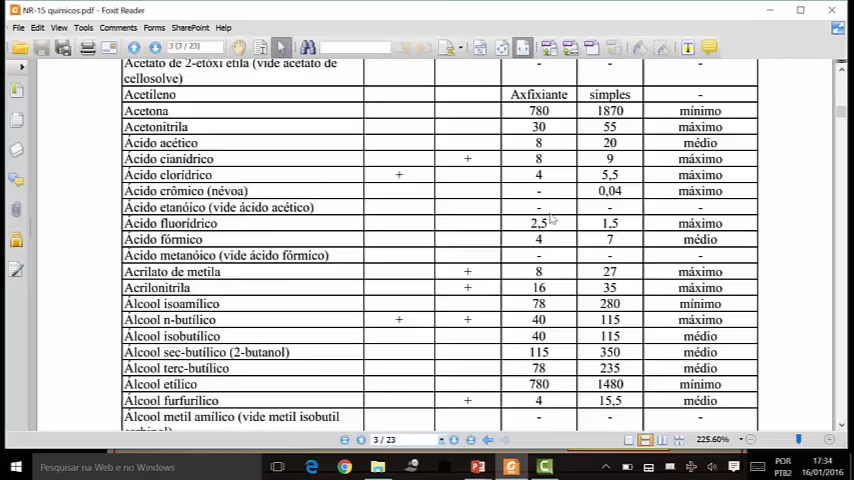 NR-15 quimicos.pdf - Foxit Reader
File Edit View Tools Comments Forms SharePoint Help
3 (3 / 23)
Acetato de 2-etóxi etila (vide acetato de - - -
cellosolve)
Acetileno Axfixiante simples -
Acetona 780 1870 mínimo
Acetonitrila 30 55 máximo
Ácido acético 8 20 médio
Ácido cianídrico + 8 9 máximo
Ácido clorídrico + 4 5,5 máximo
Ácido crômico (névoa) - 0,04 máximo
Ácido etanóico (vide ácido acético) - - -
Ácido fluorídrico 2,5 1,5 máximo
Ácido fórmico 4 7 médio
Ácido metanóico (vide ácido fórmico) - - -
Acrilato de metila + 8 27 máximo
Acrilonitrila + 16 35 máximo
Álcool isoamílico 78 280 mínimo
Álcool n-butílico + + 40 115 máximo
Álcool isobutílico 40 115 médio
Álcool sec-butílico (2-butanol) 115 350 médio
Álcool terc-butílico 78 235 médio
Álcool etílico 780 1480 mínimo
Álcool furfurílico + 4 15,5 médio
Álcool metil amílico (vide metil isobutil - - -
carbinol)
3 / 23 225.60%
Pesquisar na Web e no Windows POR 17:34
PTB2 16/01/2016